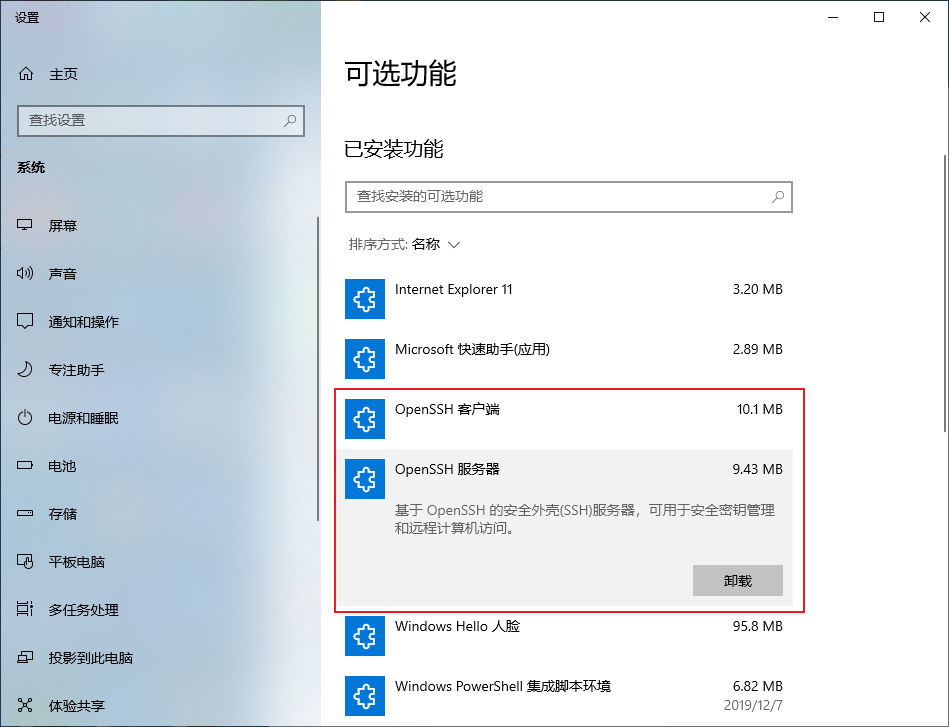 设置
主页
查找设置
系统
屏幕
声音
通知和操作
专注助手
电源和睡眠
电池
存储
平板电脑
多任务处理
投影到此电脑
体验共享
可选功能
已安装功能
查找安装的可选功能
排序方式: 名称
Internet Explorer 11 3.20 MB
Microsoft 快速助手(应用) 2.89 MB
OpenSSH 客户端 10.1 MB
OpenSSH 服务器 9.43 MB
基于 OpenSSH 的安全外壳(SSH)服务器，可用于安全密钥管理
和远程计算机访问。
卸载
Windows Hello 人脸 95.8 MB
Windows PowerShell 集成脚本环境 6.82 MB
2019/12/7